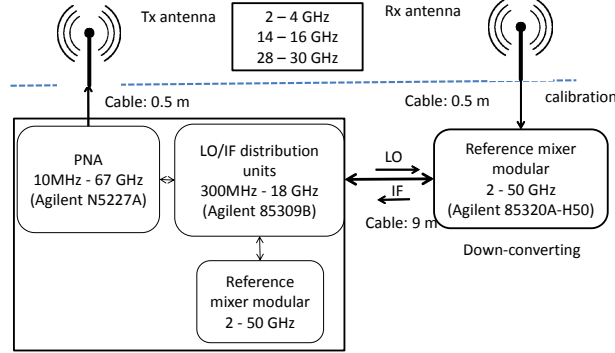 Tx antenna
2 – 4 GHz
14 – 16 GHz
28 – 30 GHz
Rx antenna
Cable: 0.5 m
Cable: 0.5 m
calibration
PNA
10MHz - 67 GHz
(Agilent N5227A)
LO/IF distribution
units
300MHz - 18 GHz
(Agilent 85309B)
LO
IF
Cable: 9 m
Reference mixer
modular
2 - 50 GHz
(Agilent 85320A-H50)
Down-converting
Reference
mixer modular
2 - 50 GHz